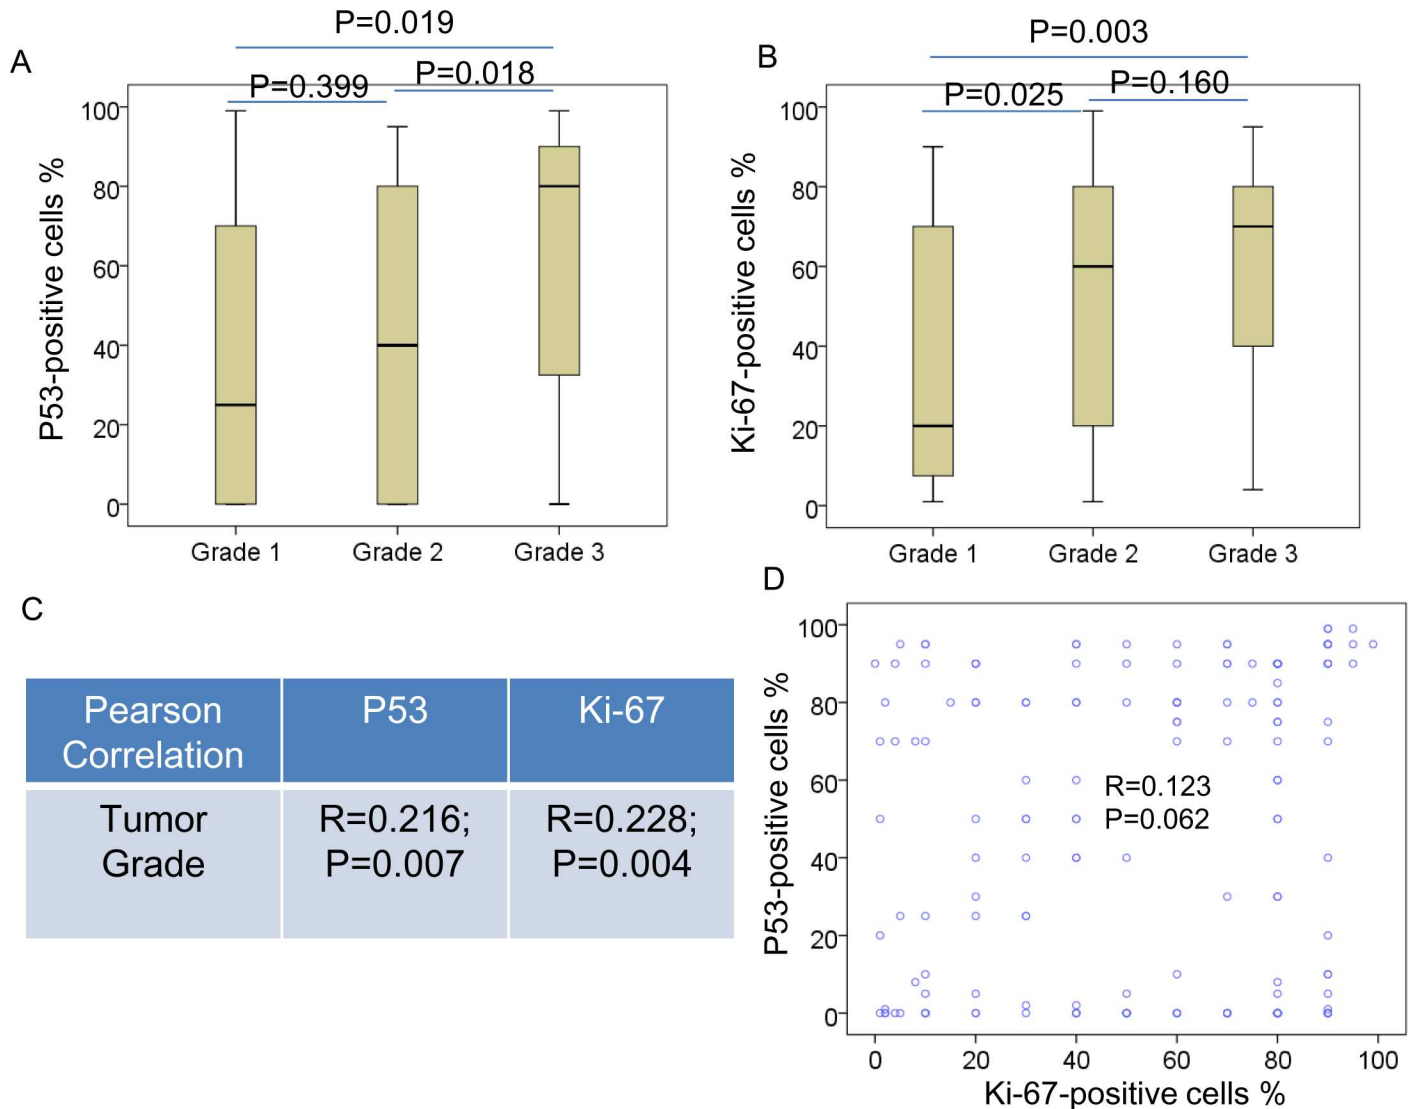 P=0.019
A
P=0.399
P=0.018
100
80
60
40
20
0
P53-positive cells %
Grade 1
Grade 2
Grade 3
P=0.003
B
P=0.025
P=0.160
100
80
60
40
20
0
Ki-67-positive cells %
Grade 1
Grade 2
Grade 3
C
Pearson
Correlation
P53
Ki-67
Tumor
Grade
R=0.216;
P=0.007
R=0.228;
P=0.004
D
100
80
60
40
20
0
P53-positive cells %
R=0.123
P=0.062
0
20
40
60
80
100
Ki-67-positive cells %